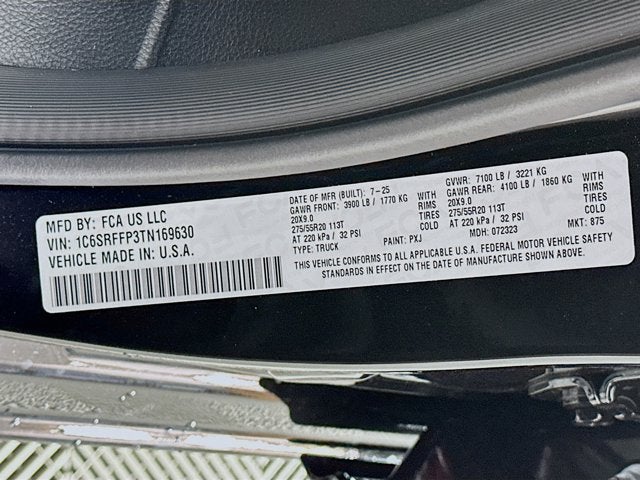 MFD BY: FCA US LLC
VIN: 1C6SRFFP3TN169630
VEHICLE MADE IN U.S.A.
DATE OF MFR (BUILT): 7-25
GAWR FRONT: 3900 LB / 1770 KG WITH
20X9.0 RIMS
275/55R20 113T TIRES
AT 220 kPa / 32 PSI COLD
TYPE: TRUCK PAINT: PXJ
GVWR: 7100 LB / 3221 KG
GAWR REAR: 4100 LB / 1860 KG WITH
20X9.0 RIMS
275/55R20 113T TIRES
AT 220 kPa / 32 PSI COLD
MDH: 072323 MKT: 875
THIS VEHICLE CONFORMS TO ALL APPLICABLE U.S.A. FEDERAL MOTOR VEHICLE SAFETY
STANDARDS IN EFFECT ON THE DATE OF MANUFACTURE SHOWN ABOVE.